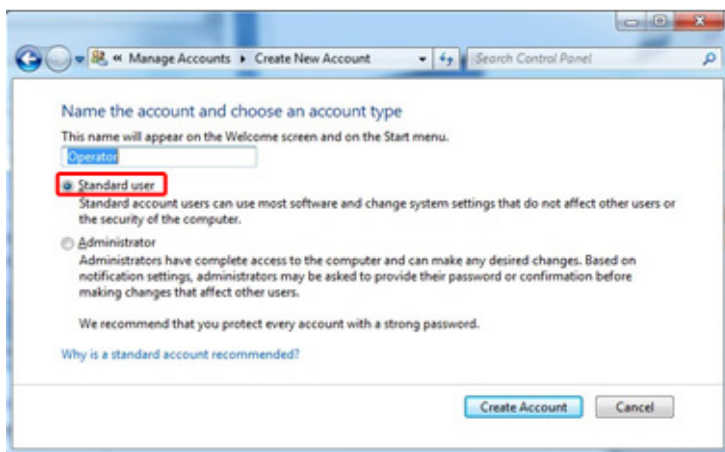 « Manage Accounts ▸ Create New Account
Search Control Panel
Name the account and choose an account type
This name will appear on the Welcome screen and on the Start menu.
Operator
Standard user
Standard account users can use most software and change system settings that do not affect other users or
the security of the computer.
Administrator
Administrators have complete access to the computer and can make any desired changes. Based on
notification settings, administrators may be asked to provide their password or confirmation before
making changes that affect other users.
We recommend that you protect every account with a strong password.
Why is a standard account recommended?
Create Account
Cancel